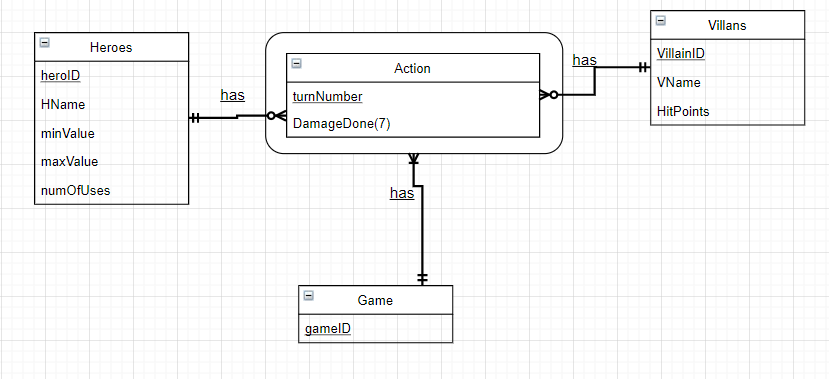 Heroes
heroID
HName
minValue
maxValue
numOfUses
has
Action
turnNumber
DamageDone(7)
has
Villans
VillainID
VName
HitPoints
has
Game
gameID